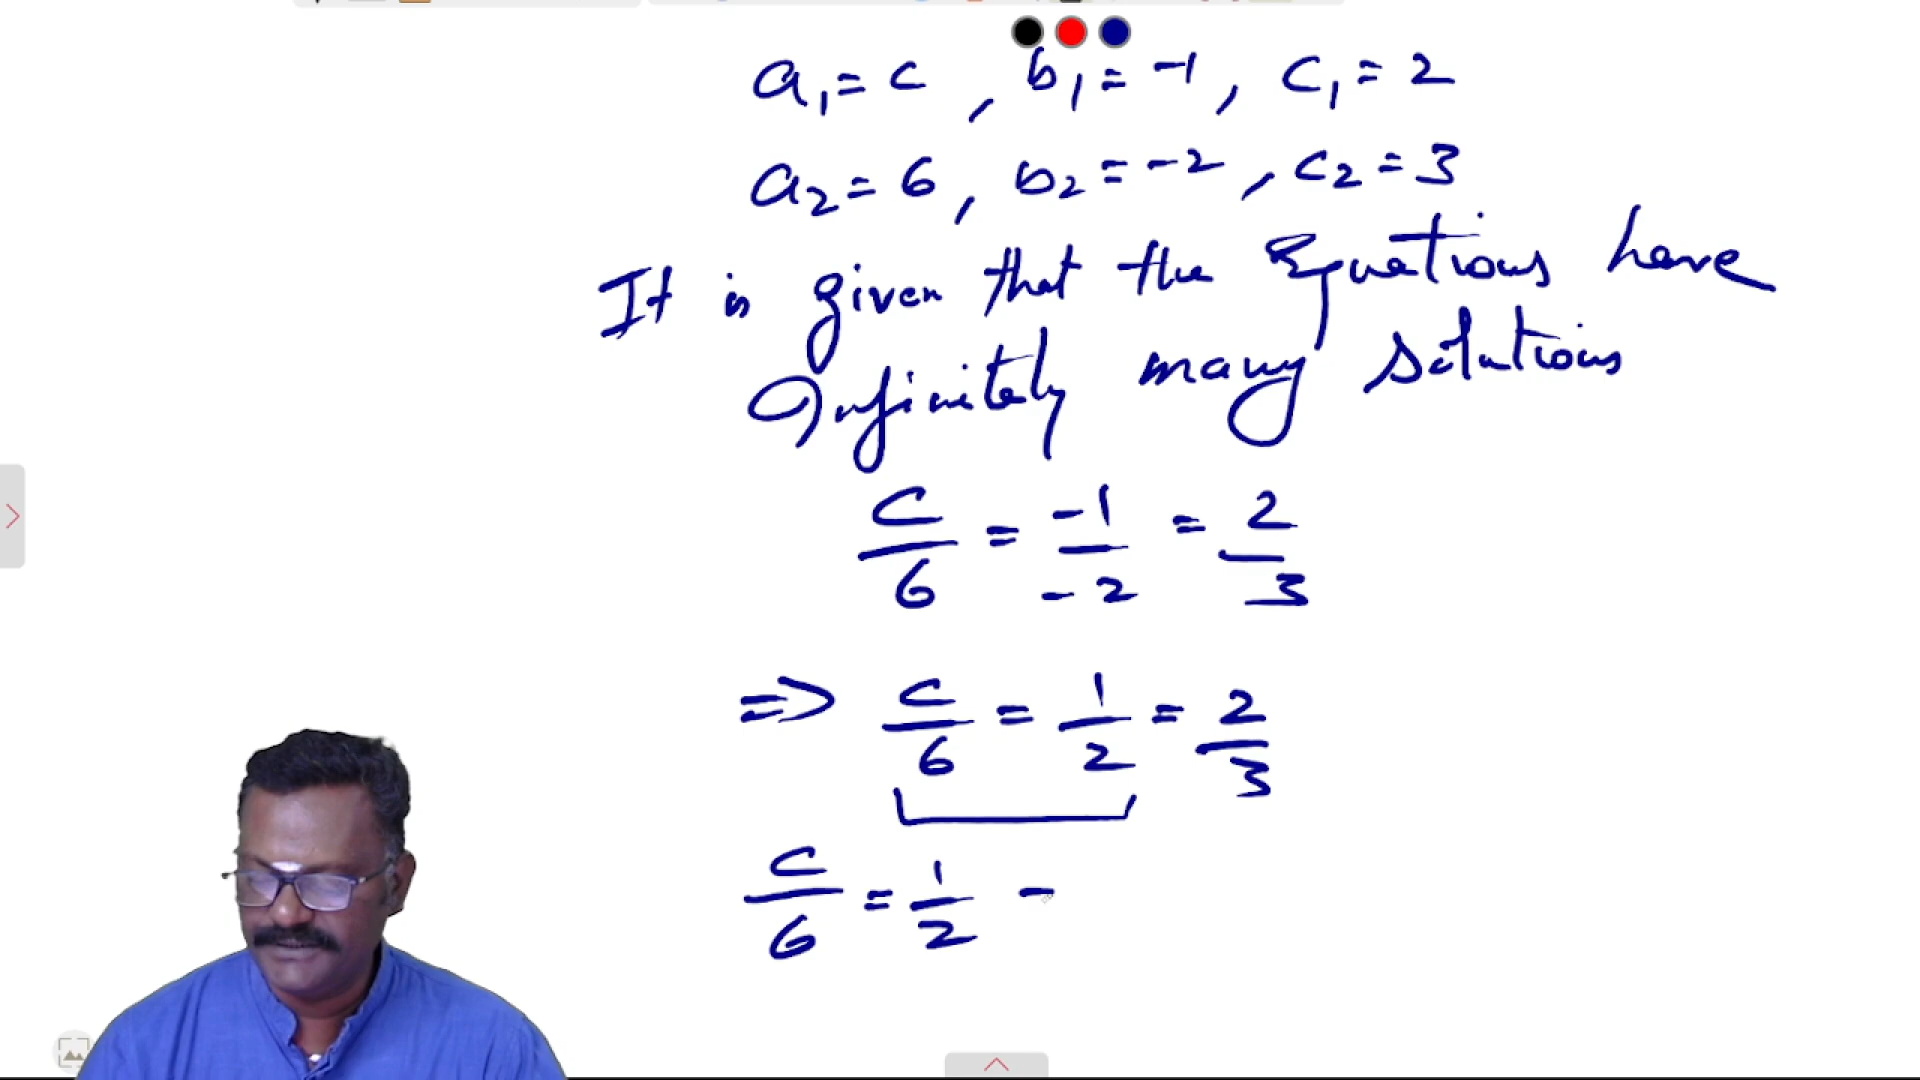 a₁ = c , b₁ = -1 , c₁ = 2
a₂ = 6 , b₂ = -2 , c₂ = 3
It is given that the Equations have
Infinitely many solutions
c/6 = -1/-2 = 2/3
=> c/6 = 1/2 = 2/3
c/6 = 1/2 -